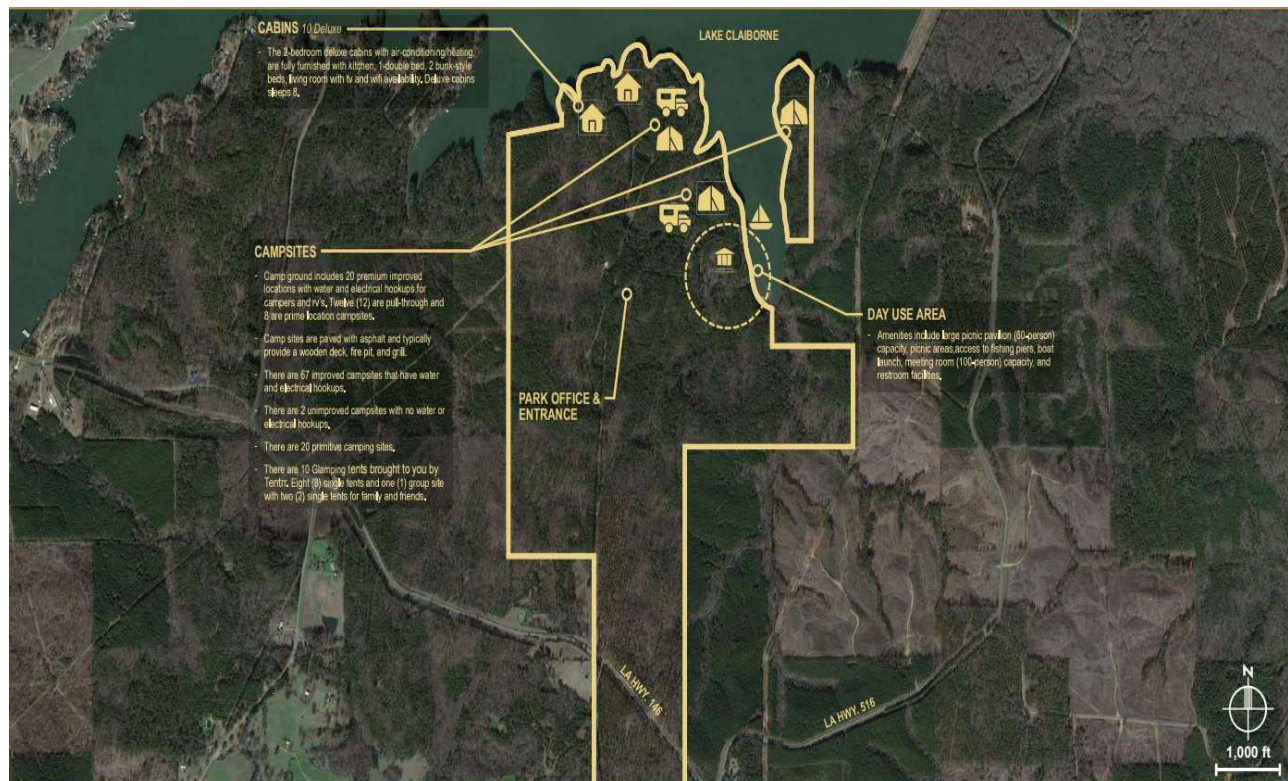 CABINS 10 Deluxe
- The 2-bedroom deluxe cabins with air-conditioning/heating,
are fully furnished with kitchen, 1-double bed, 2 bunk-style
beds, living room with tv and wifi availability. Deluxe cabins
sleeps 8.
LAKE CLAIBORNE
CAMPSITES
- Camp ground includes 20 premium improved
locations with water and electrical hookups for
campers and rv's. Twelve (12) are pull-through and
8 are prime location campsites.
- Camp sites are paved with asphalt and typically
provide a wooden deck, fire pit, and grill.
- There are 67 improved campsites that have water
and electrical hookups.
- There are 2 unimproved campsites with no water or
electrical hookups.
- There are 20 primitive camping sites.
- There are 10 Glamping tents brought to you by
Tentrr. Eight (8) single tents and one (1) group site
with two (2) single tents for family and friends.
PARK OFFICE &
ENTRANCE
DAY USE AREA
- Amenities include large picnic pavilion (60-person)
capacity, picnic areas,access to fishing piers, boat
launch, meeting room (100-person) capacity, and
restroom facilities.
LA HWY. 146
LA HWY. 516
N
1,000 ft